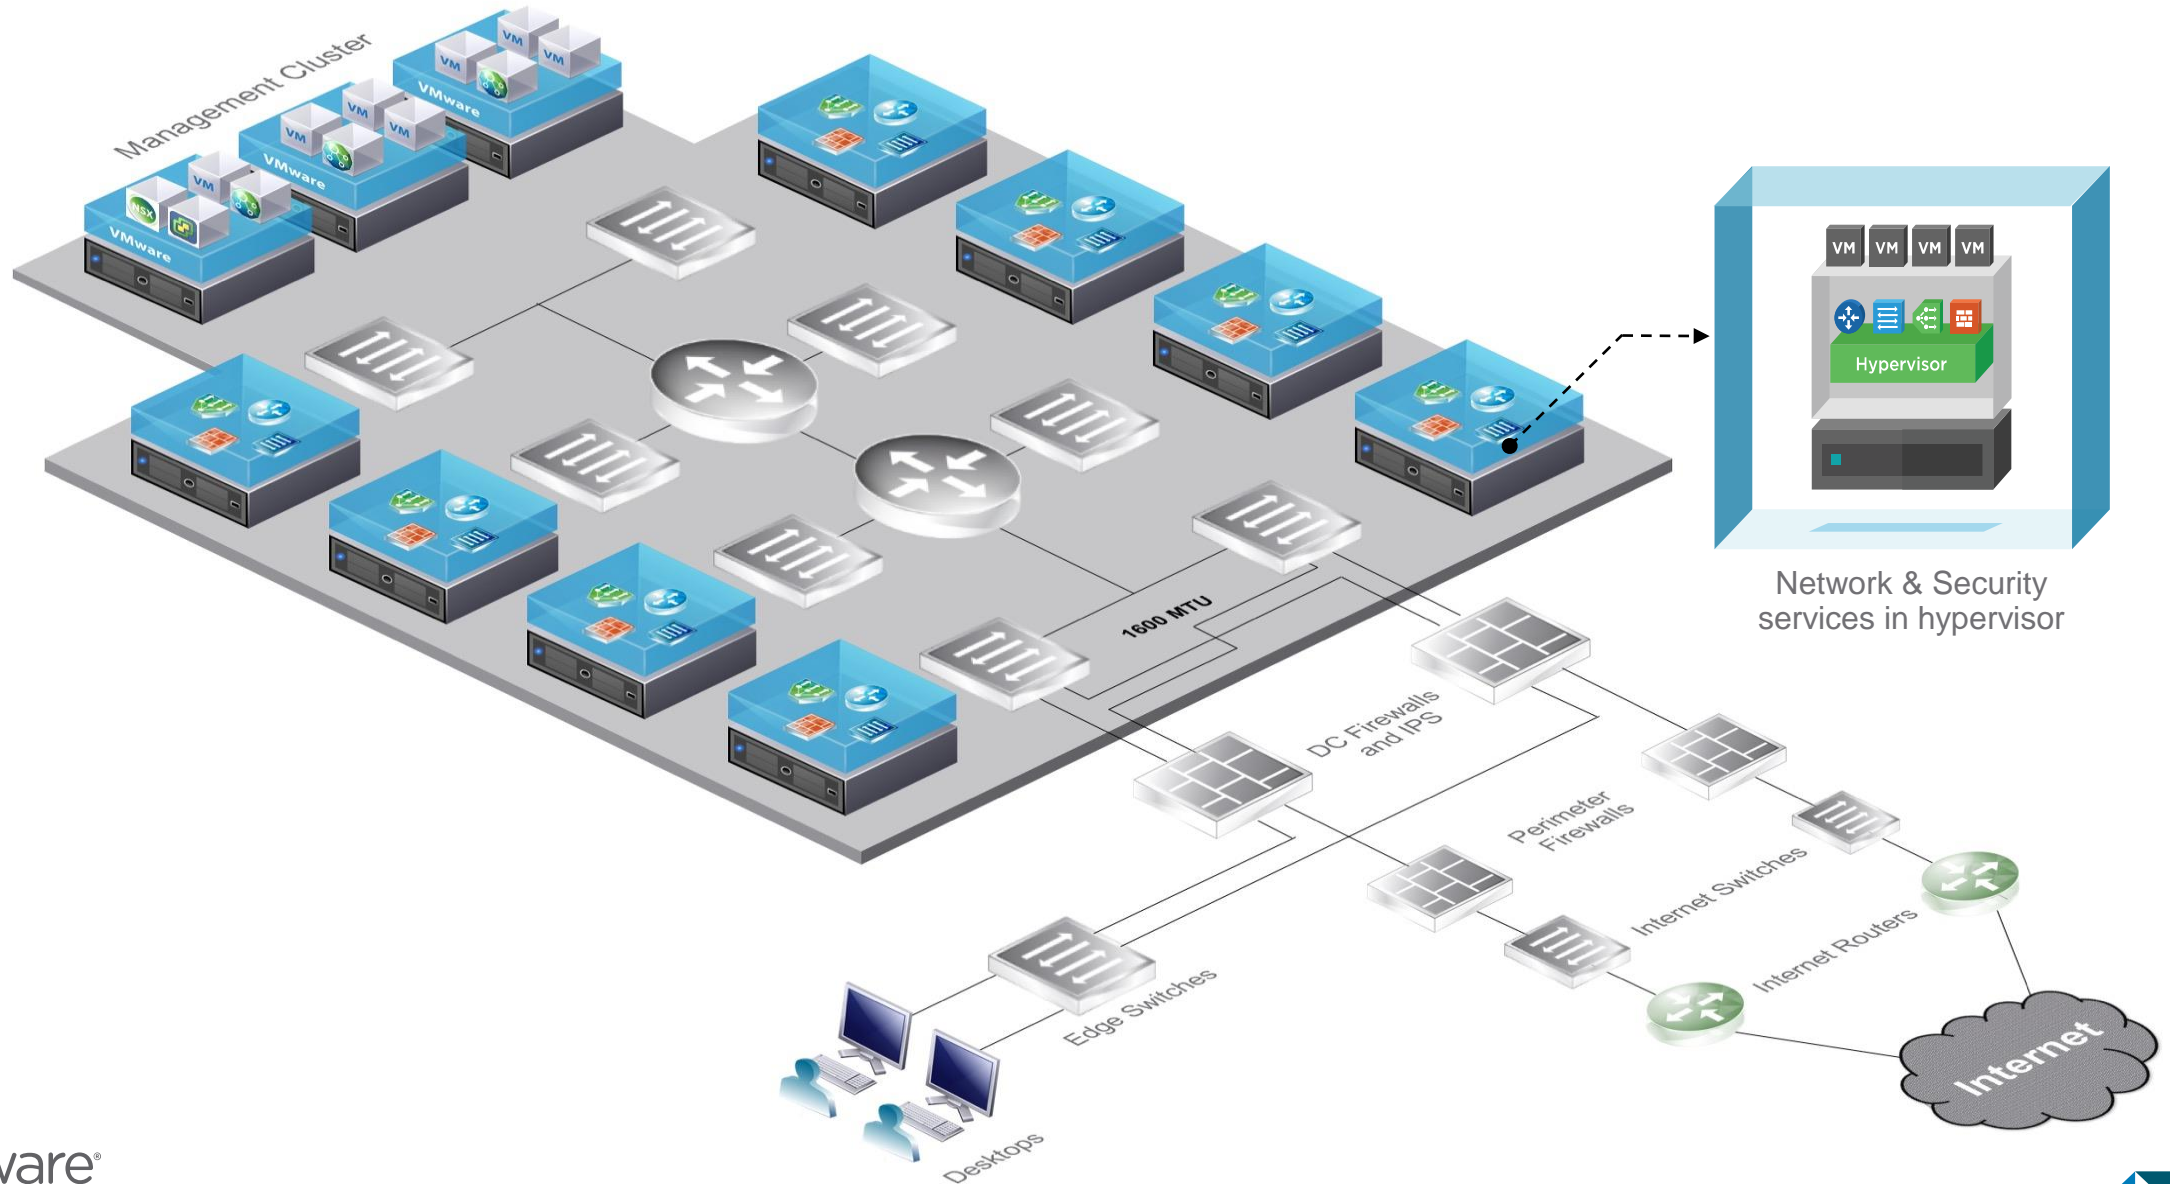 Management Cluster
VM
VM
VM
VMware
VM
VM
VM
VMware
VM
NSX
VMware
VM
VM
VM
VM
Hypervisor
Network & Security
services in hypervisor
1600 MTU
DC Firewalls
and IPS
Perimeter
Firewalls
Internet Switches
Internet Routers
Edge Switches
Internet
Desktops
ware®